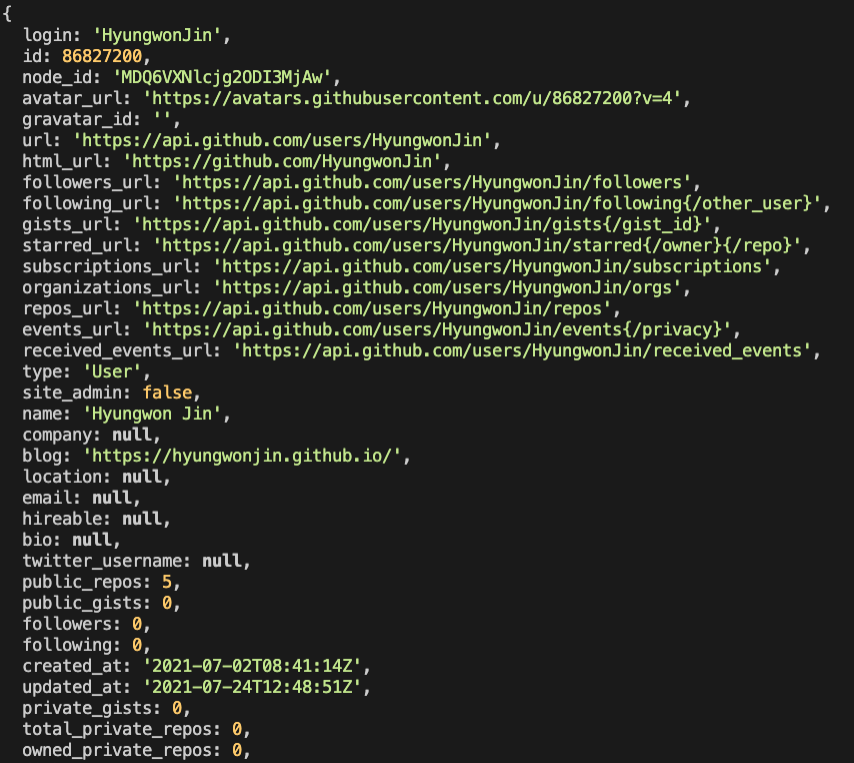 {
login: 'HyungwonJin',
id: 86827200,
node_id: 'MDQ6VXNlcjg2ODI3MjAw',
avatar_url: 'https://avatars.githubusercontent.com/u/86827200?v=4',
gravatar_id: '',
url: 'https://api.github.com/users/HyungwonJin',
html_url: 'https://github.com/HyungwonJin',
followers_url: 'https://api.github.com/users/HyungwonJin/followers',
following_url: 'https://api.github.com/users/HyungwonJin/following{/other_user}',
gists_url: 'https://api.github.com/users/HyungwonJin/gists{/gist_id}',
starred_url: 'https://api.github.com/users/HyungwonJin/starred{/owner}{/repo}',
subscriptions_url: 'https://api.github.com/users/HyungwonJin/subscriptions',
organizations_url: 'https://api.github.com/users/HyungwonJin/orgs',
repos_url: 'https://api.github.com/users/HyungwonJin/repos',
events_url: 'https://api.github.com/users/HyungwonJin/events{/privacy}',
received_events_url: 'https://api.github.com/users/HyungwonJin/received_events',
type: 'User',
site_admin: false,
name: 'Hyungwon Jin',
company: null,
blog: 'https://hyungwonjin.github.io/',
location: null,
email: null,
hireable: null,
bio: null,
twitter_username: null,
public_repos: 5,
public_gists: 0,
followers: 0,
following: 0,
created_at: '2021-07-02T08:41:14Z',
updated_at: '2021-07-24T12:48:51Z',
private_gists: 0,
total_private_repos: 0,
owned_private_repos: 0,